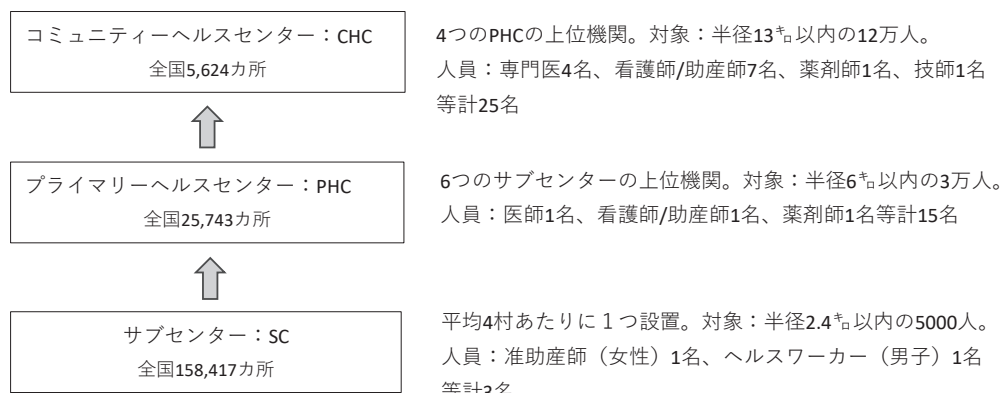 コミュニティーヘルスセンター：CHC
全国5,624カ所
4つのPHCの上位機関。対象：半径13㌔以内の12万人。
人員：専門医4名、看護師/助産師7名、薬剤師1名、技師1名
等計25名
プライマリーヘルスセンター：PHC
全国25,743カ所
6つのサブセンターの上位機関。対象：半径6㌔以内の3万人。
人員：医師1名、看護師/助産師1名、薬剤師1名等計15名
サブセンター：SC
全国158,417カ所
平均4村あたりに１つ設置。対象：半径2.4㌔以内の5000人。
人員：准助産師（女性）1名、ヘルスワーカー（男子）1名
等計3名